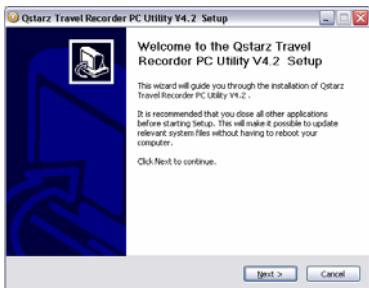 Qstarz Travel Recorder PC Utility V4.2 Setup
Welcome to the Qstarz Travel
Recorder PC Utility V4.2 Setup
This wizard will guide you through the installation of Qstarz
Travel Recorder PC Utility V4.2 .
It is recommended that you close all other applications
before starting Setup. This will make it possible to update
relevant system files without having to reboot your
computer.
Click Next to continue.
Next >
Cancel